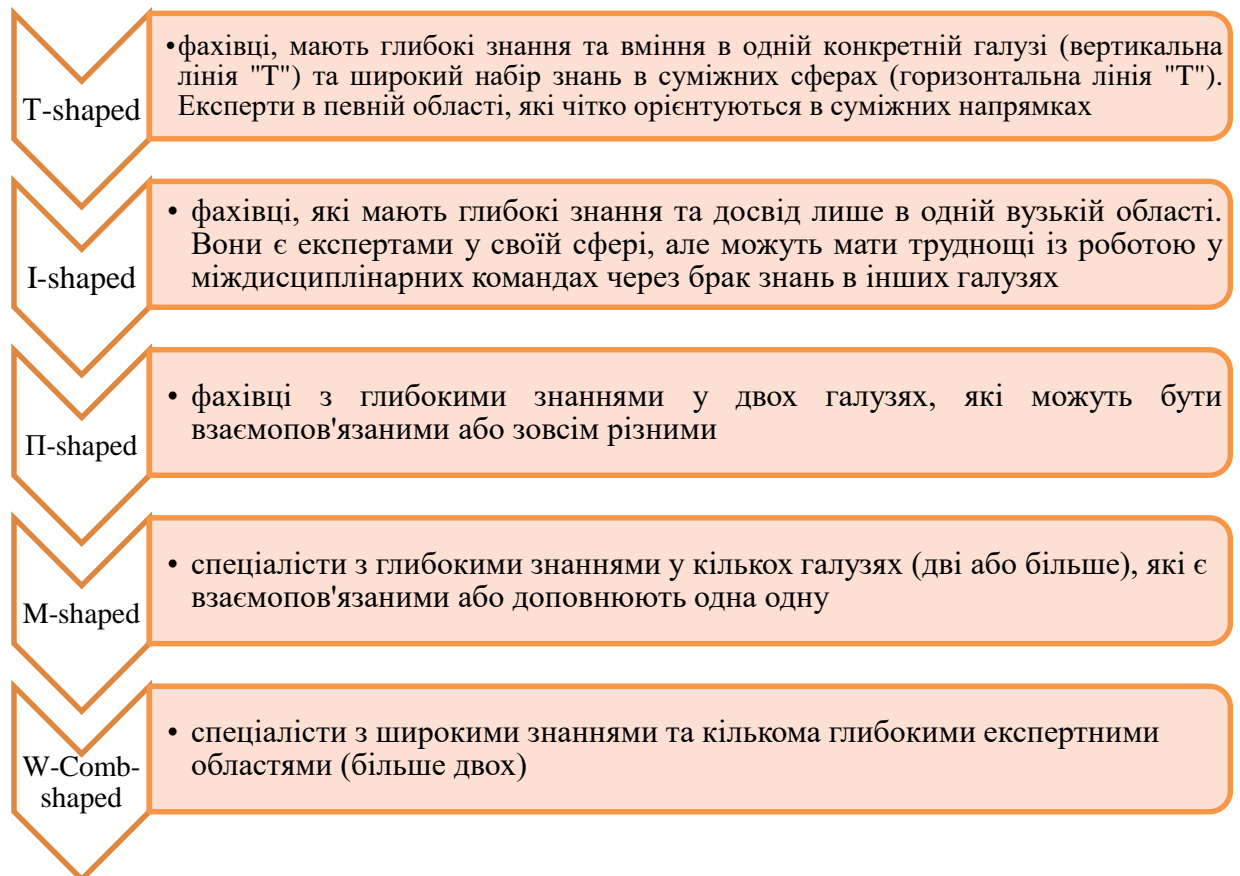 T-shaped
•фахівці, мають глибокі знання та вміння в одній конкретній галузі (вертикальна
лінія "Т") та широкий набір знань в суміжних сферах (горизонтальна лінія "Т").
Експерти в певній області, які чітко орієнтуються в суміжних напрямках
I-shaped
• фахівці, які мають глибокі знання та досвід лише в одній вузькій області.
Вони є експертами у своїй сфері, але можуть мати труднощі із роботою у
міждисциплінарних командах через брак знань в інших галузях
П-shaped
• фахівці з глибокими знаннями у двох галузях, які можуть бути
взаємопов'язаними або зовсім різними
M-shaped
• спеціалісти з глибокими знаннями у кількох галузях (дві або більше), які є
взаємопов'язаними або доповнюють одна одну
W-Comb-
shaped
• спеціалісти з широкими знаннями та кількома глибокими експертними
областями (більше двох)